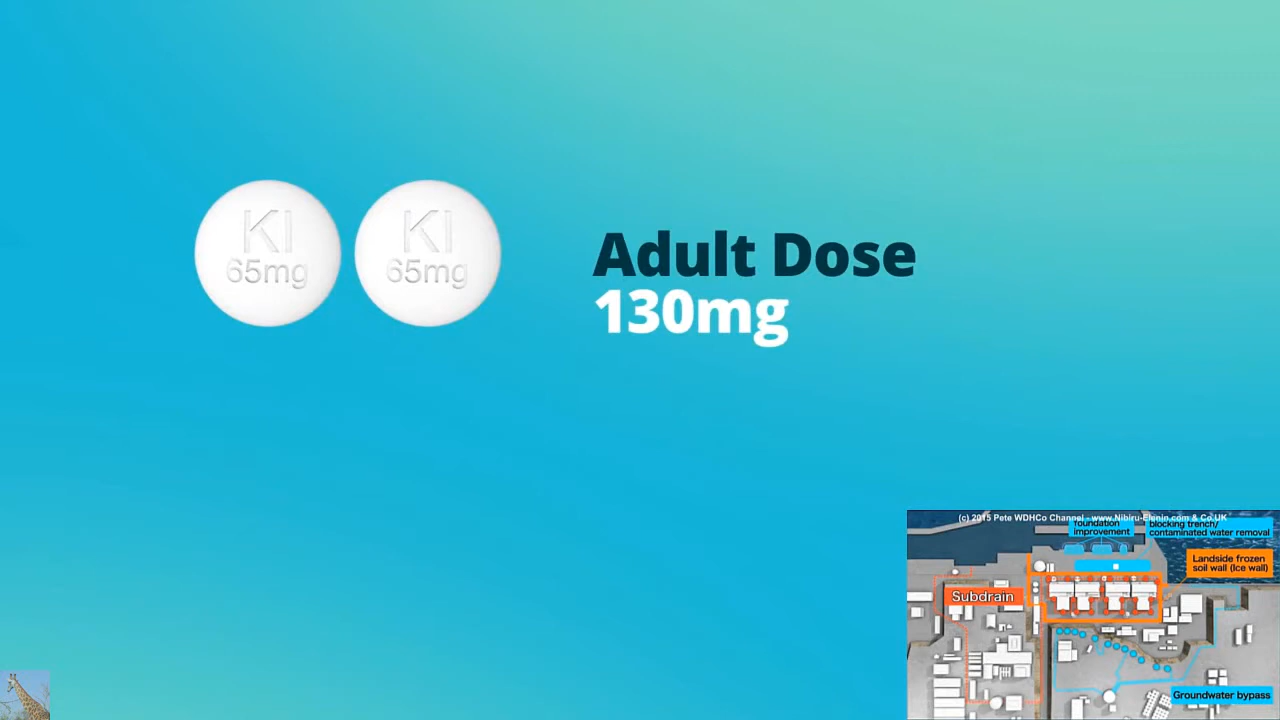 KI
65mg
KI
65mg
Adult Dose
130mg
(c) 2015 Pete WDHCo Channel - www.Nibiru-Elenin.com & Co.UK
foundation
improvement
blocking trench/
contaminated water removal
Landside frozen
soil wall (Ice wall)
Subdrain
Groundwater bypass